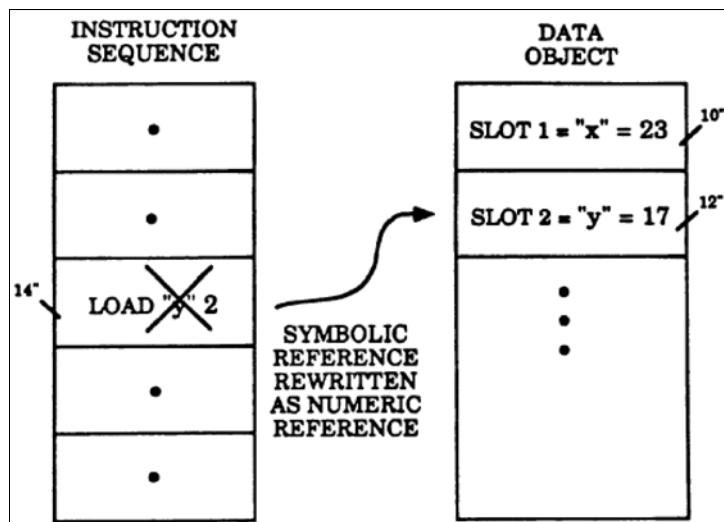 INSTRUCTION
SEQUENCE
LOAD "y" 2
14"
SYMBOLIC
REFERENCE
REWRITTEN
AS NUMERIC
REFERENCE
DATA
OBJECT
SLOT 1 = "x" = 23
10"
SLOT 2 = "y" = 17
12"